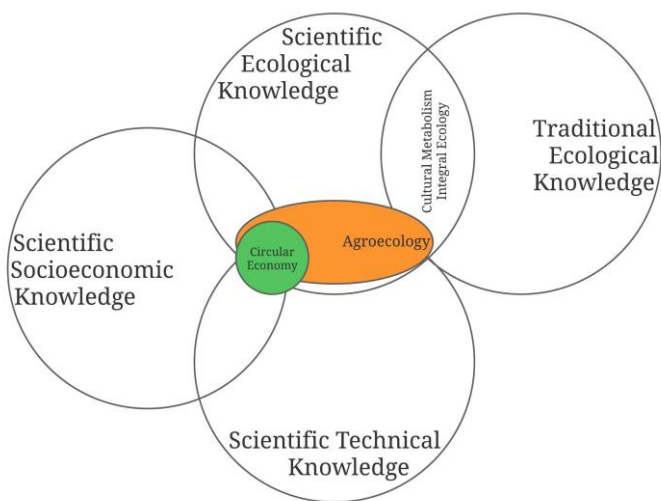 Scientific
Ecological
Knowledge
Cultural Metabolism
Integral Ecology
Traditional
Ecological
Knowledge
Scientific
Socioeconomic
Knowledge
Circular
Economy
Agroecology
Scientific Technical
Knowledge